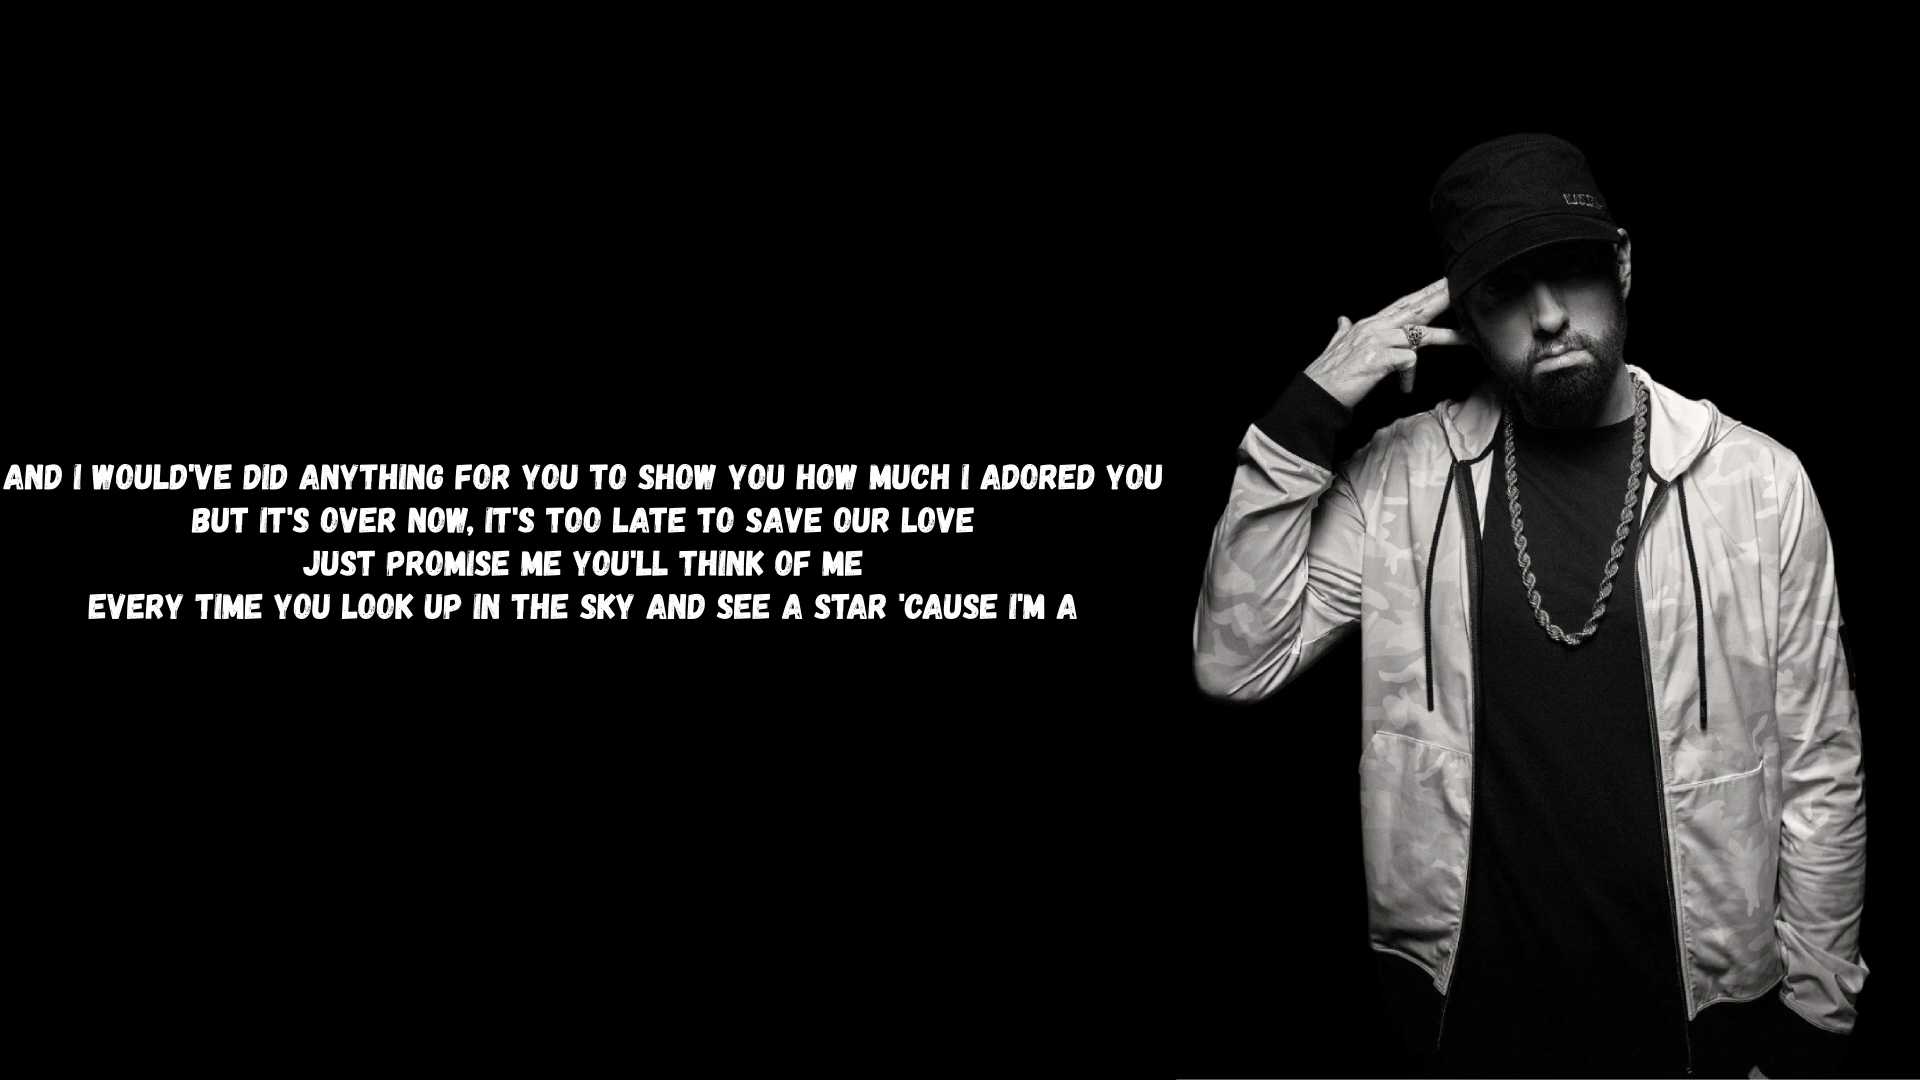 AND I WOULD'VE DID ANYTHING FOR YOU TO SHOW YOU HOW MUCH I ADORED YOU
BUT IT'S OVER NOW, IT'S TOO LATE TO SAVE OUR LOVE
JUST PROMISE ME YOU'LL THINK OF ME
EVERY TIME YOU LOOK UP IN THE SKY AND SEE A STAR 'CAUSE I'M A